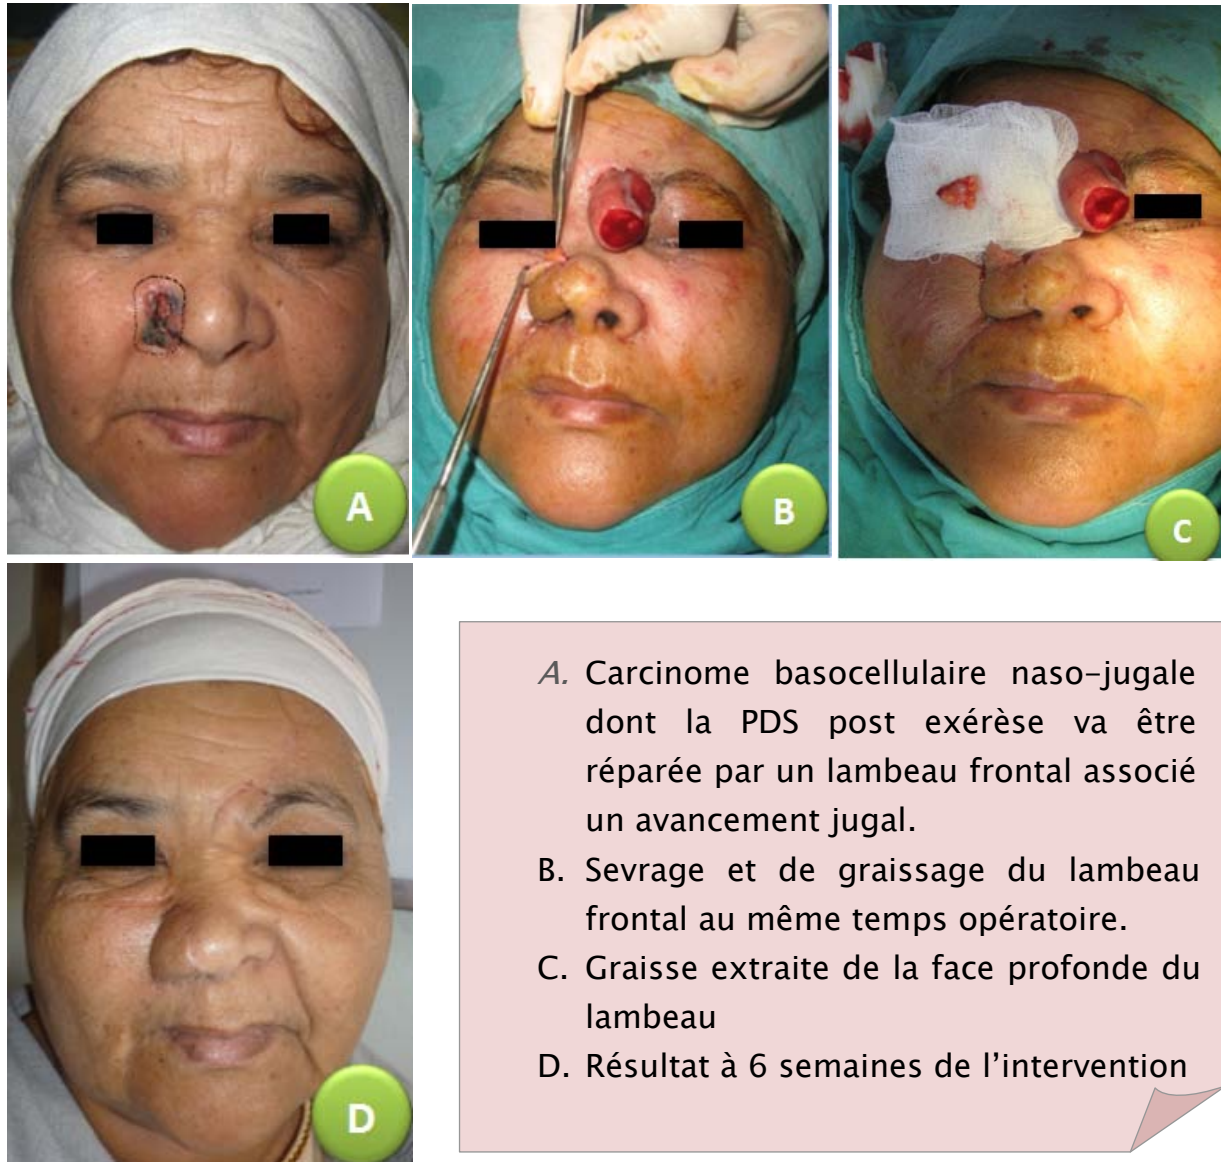 A
B
C
D
A. Carcinome basocellulaire naso-jugale
dont la PDS post exérèse va être
réparée par un lambeau frontal associé
un avancement jugal.
B. Sevrage et de graissage du lambeau
frontal au même temps opératoire.
C. Graisse extraite de la face profonde du
lambeau
D. Résultat à 6 semaines de l'intervention